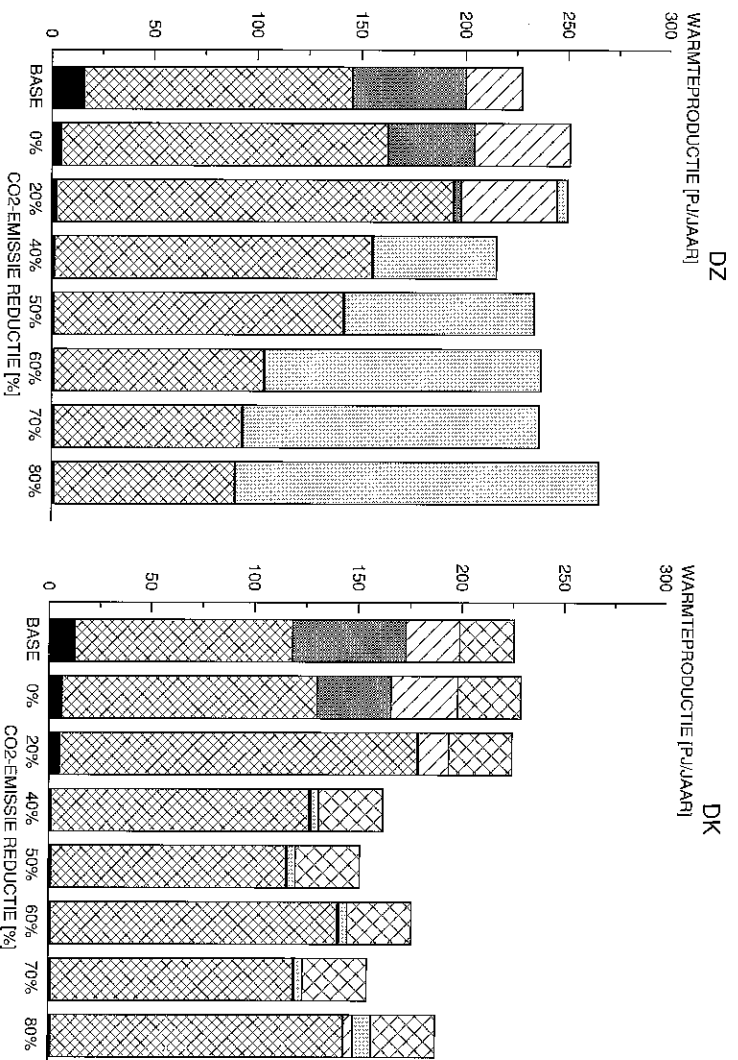 DZ
WARMTEPRODUCTIE [PJ/JAAR]
300
250
200
150
100
50
0
BASE 0% 20% 40% 50% 60% 70% 80%
CO2-EMISSIE REDUCTIE [%]
DK
WARMTEPRODUCTIE [PJ/JAAR]
300
250
200
150
100
50
0
BASE 0% 20% 40% 50% 60% 70% 80%
CO2-EMISSIE REDUCTIE [%]